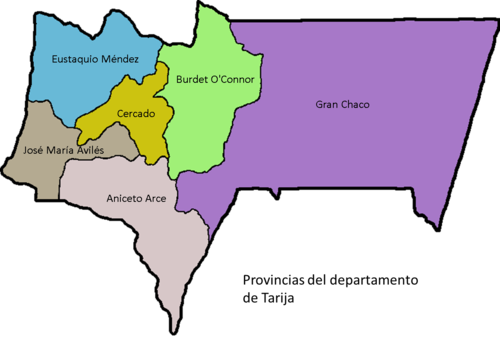 Eustaquio Méndez
Burdet O'Connor
Gran Chaco
Cercado
José María Avilés
Aniceto Arce
Provincias del departamento
de Tarija